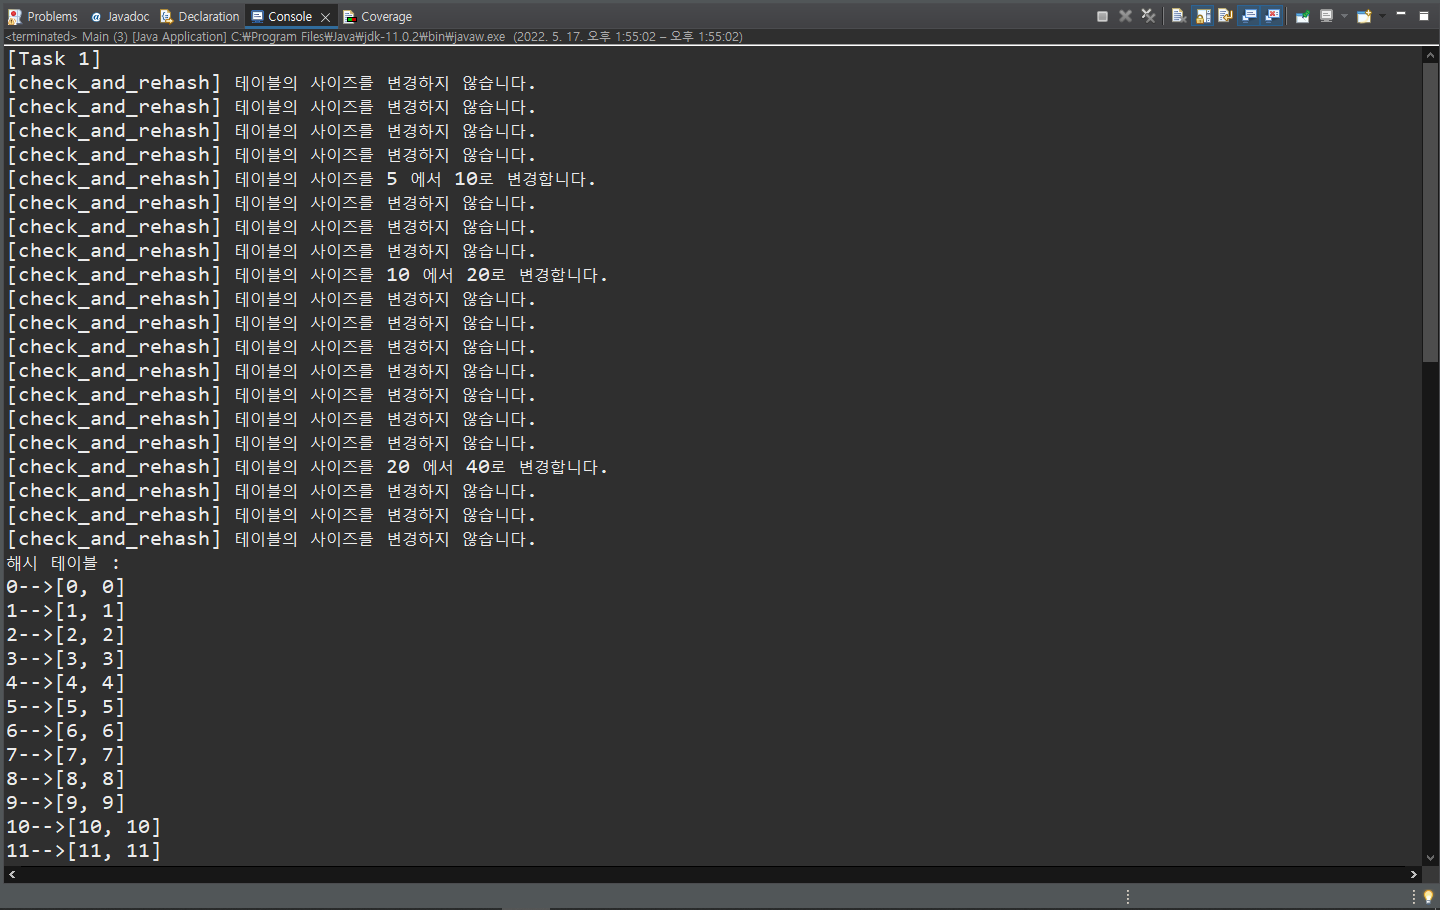 Problems Javadoc Declaration Console Coverage
<terminated> Main (3) [Java Application] C:₩Program Files₩Java₩jdk-11.0.2₩bin₩javaw.exe (2022. 5. 17. 오후 1:55:02 – 오후 1:55:02)
[Task 1]
[check_and_rehash] 테이블의 사이즈를 변경하지 않습니다.
[check_and_rehash] 테이블의 사이즈를 변경하지 않습니다.
[check_and_rehash] 테이블의 사이즈를 변경하지 않습니다.
[check_and_rehash] 테이블의 사이즈를 변경하지 않습니다.
[check_and_rehash] 테이블의 사이즈를 5 에서 10로 변경합니다.
[check_and_rehash] 테이블의 사이즈를 변경하지 않습니다.
[check_and_rehash] 테이블의 사이즈를 변경하지 않습니다.
[check_and_rehash] 테이블의 사이즈를 변경하지 않습니다.
[check_and_rehash] 테이블의 사이즈를 10 에서 20로 변경합니다.
[check_and_rehash] 테이블의 사이즈를 변경하지 않습니다.
[check_and_rehash] 테이블의 사이즈를 변경하지 않습니다.
[check_and_rehash] 테이블의 사이즈를 변경하지 않습니다.
[check_and_rehash] 테이블의 사이즈를 변경하지 않습니다.
[check_and_rehash] 테이블의 사이즈를 변경하지 않습니다.
[check_and_rehash] 테이블의 사이즈를 변경하지 않습니다.
[check_and_rehash] 테이블의 사이즈를 변경하지 않습니다.
[check_and_rehash] 테이블의 사이즈를 20 에서 40로 변경합니다.
[check_and_rehash] 테이블의 사이즈를 변경하지 않습니다.
[check_and_rehash] 테이블의 사이즈를 변경하지 않습니다.
[check_and_rehash] 테이블의 사이즈를 변경하지 않습니다.
해시 테이블 :
0-->[0, 0]
1-->[1, 1]
2-->[2, 2]
3-->[3, 3]
4-->[4, 4]
5-->[5, 5]
6-->[6, 6]
7-->[7, 7]
8-->[8, 8]
9-->[9, 9]
10-->[10, 10]
11-->[11, 11]